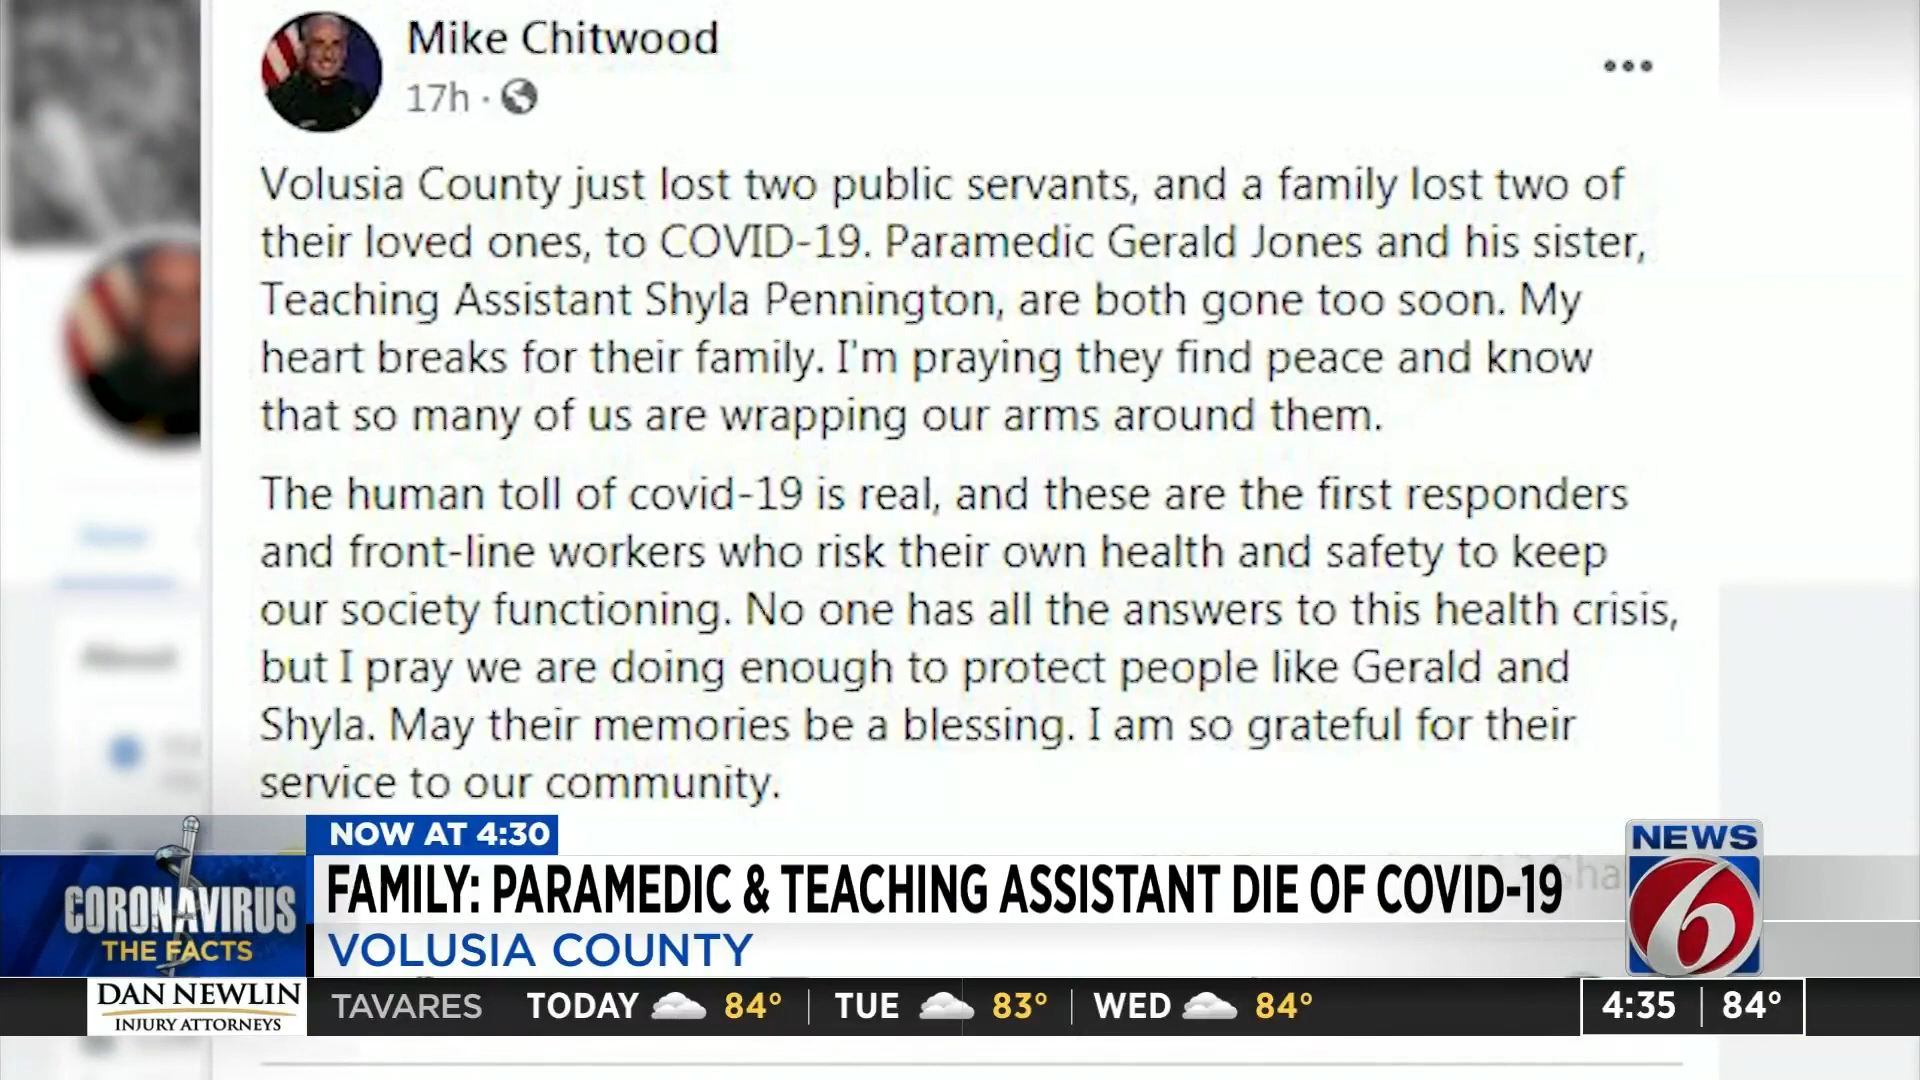 Mike Chitwood
17h ·
Volusia County just lost two public servants, and a family lost two of
their loved ones, to COVID-19. Paramedic Gerald Jones and his sister,
Teaching Assistant Shyla Pennington, are both gone too soon. My
heart breaks for their family. I'm praying they find peace and know
that so many of us are wrapping our arms around them.
The human toll of covid-19 is real, and these are the first responders
and front-line workers who risk their own health and safety to keep
our society functioning. No one has all the answers to this health crisis,
but I pray we are doing enough to protect people like Gerald and
Shyla. May their memories be a blessing. I am so grateful for their
service to our community.
About
NOW AT 4:30
CORONAVIRUS
THE FACTS
FAMILY: PARAMEDIC & TEACHING ASSISTANT DIE OF COVID-19
VOLUSIA COUNTY
NEWS
6
DAN NEWLIN
INJURY ATTORNEYS
TAVARES TODAY 84° TUE 83° WED 84°
4:35 84°